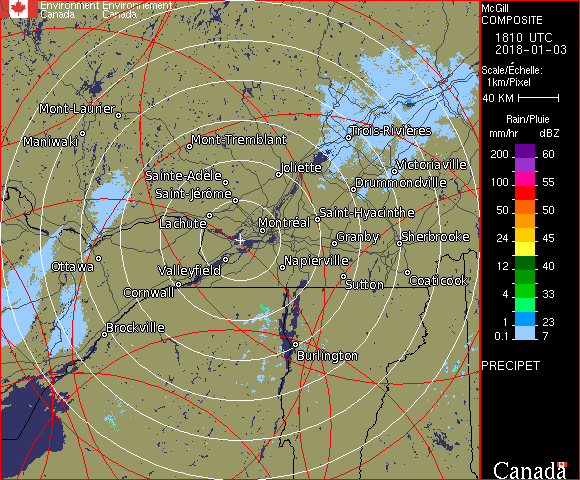 Environment Environnement
Canada Canada
McGill
COMPOSITE
1810 UTC
2018-01-03
Scale/Échelle:
1km/Pixel
40 KM
Rain/Pluie
mm/hr dBZ
200 60
100 55
50 50
24 45
12 40
4 33
1 23
0.1 7
PRECIPET
Canada
Mont-Laurier
Maniwaki
Mont-Tremblant
Trois-Rivières
Sainte-Adèle
Joliette
Victoriaville
Saint-Jérôme
Drummondville
Lachute
Montréal
Saint-Hyacinthe
Granby
Sherbrooke
Ottawa
Valleyfield
Napierville
Cornwall
Sutton
Coaticook
Brockville
Burlington